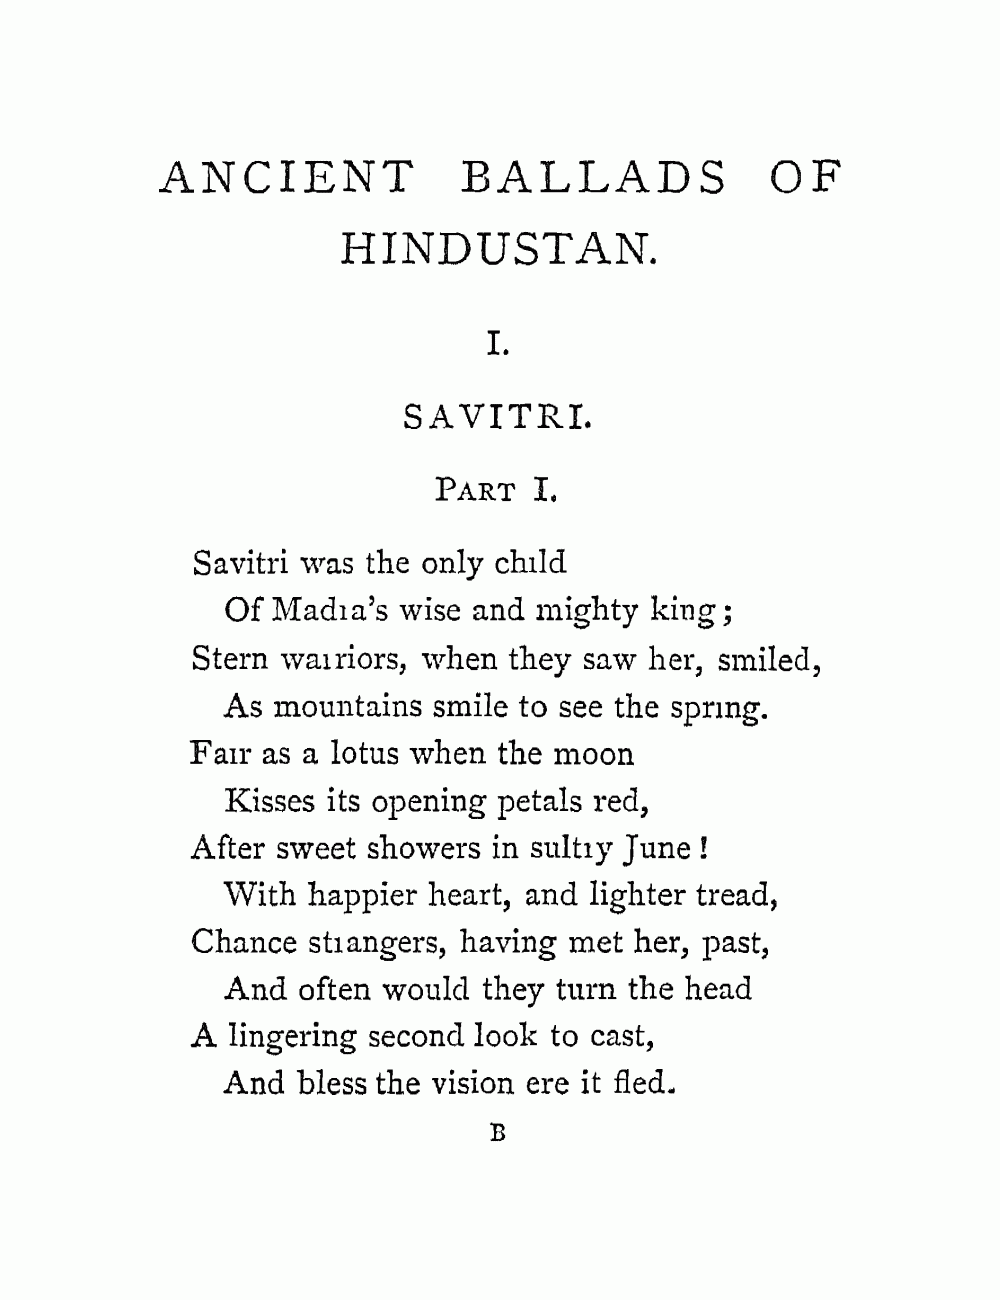 ANCIENT BALLADS OF
HINDUSTAN.
I.
SAVITRI.
PART I.
Savitri was the only child
Of Madra's wise and mighty king;
Stern warriors, when they saw her, smiled,
As mountains smile to see the spring.
Fair as a lotus when the moon
Kisses its opening petals red,
After sweet showers in sultry June!
With happier heart, and lighter tread,
Chance strangers, having met her, past,
And often would they turn the head
A lingering second look to cast,
And bless the vision ere it fled.
B